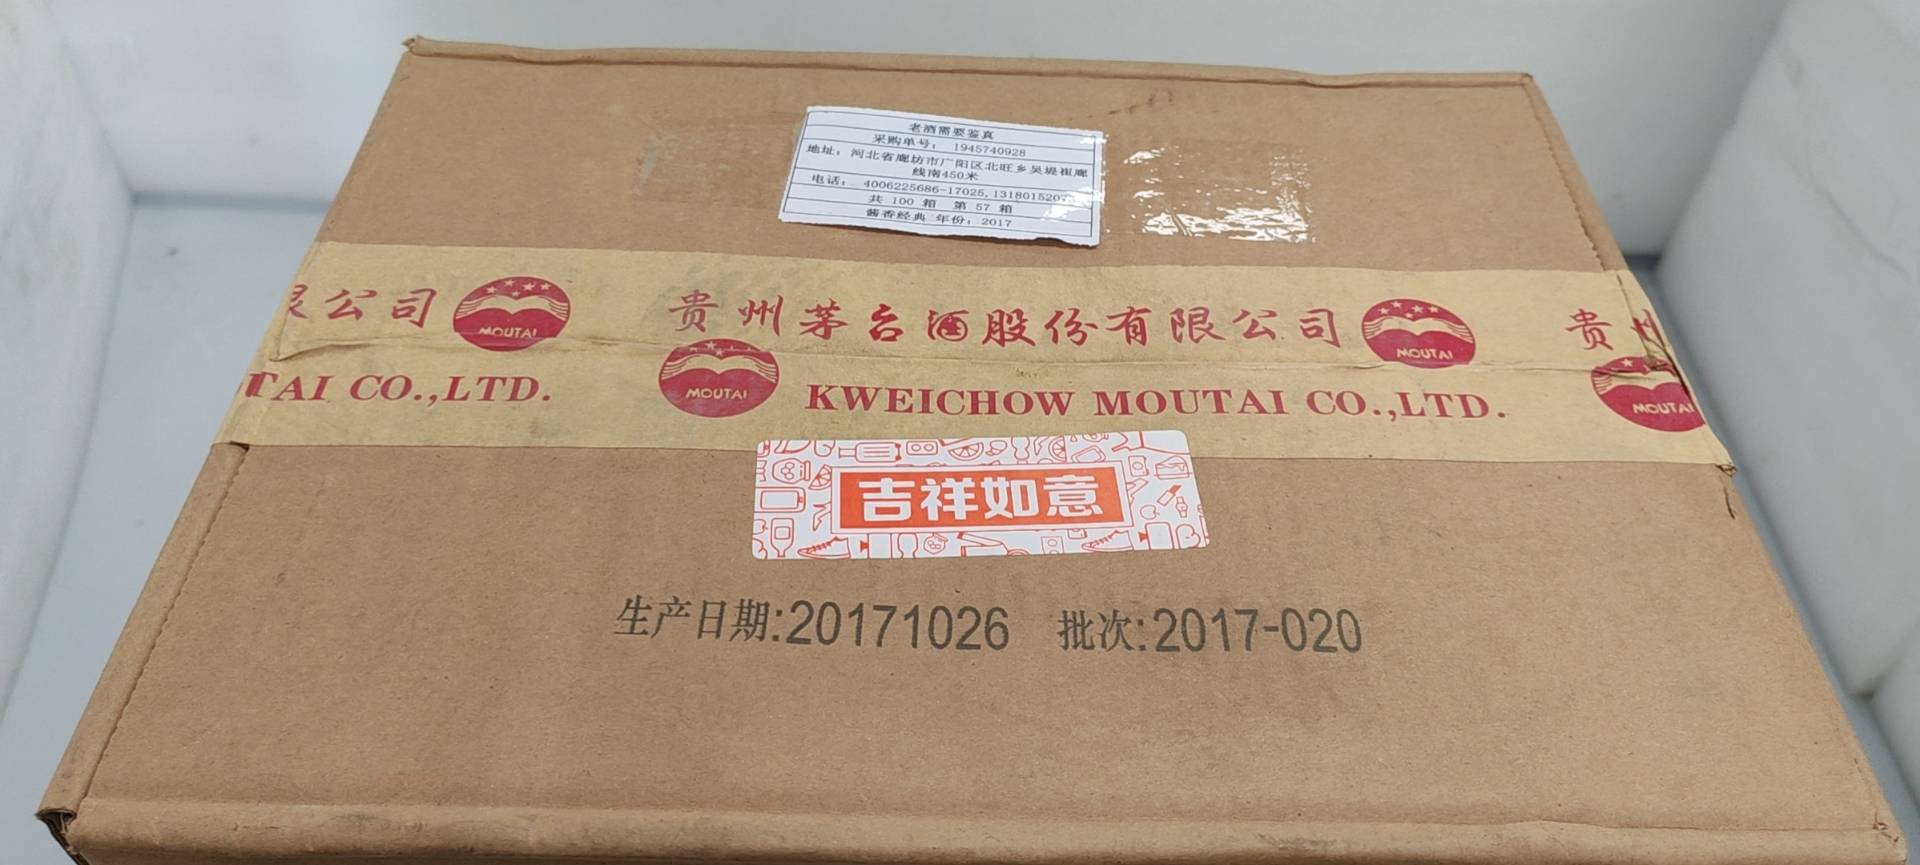 老酒需要鉴真
采购单号： 1945740928
地址：河北省廊坊市广阳区北旺乡吴堤崔廊
线南450米
电话： 4006225686-17025,1318015207
共 100 箱 第 57 箱
酱香经典 年份：2017
限公司 MOUTAI 贵州茅台酒股份有限公司 MOUTAI 贵州
TAI CO.,LTD. MOUTAI KWEICHOW MOUTAI CO.,LTD. MOUTAI
吉祥如意
生产日期:20171026 批次:2017-020